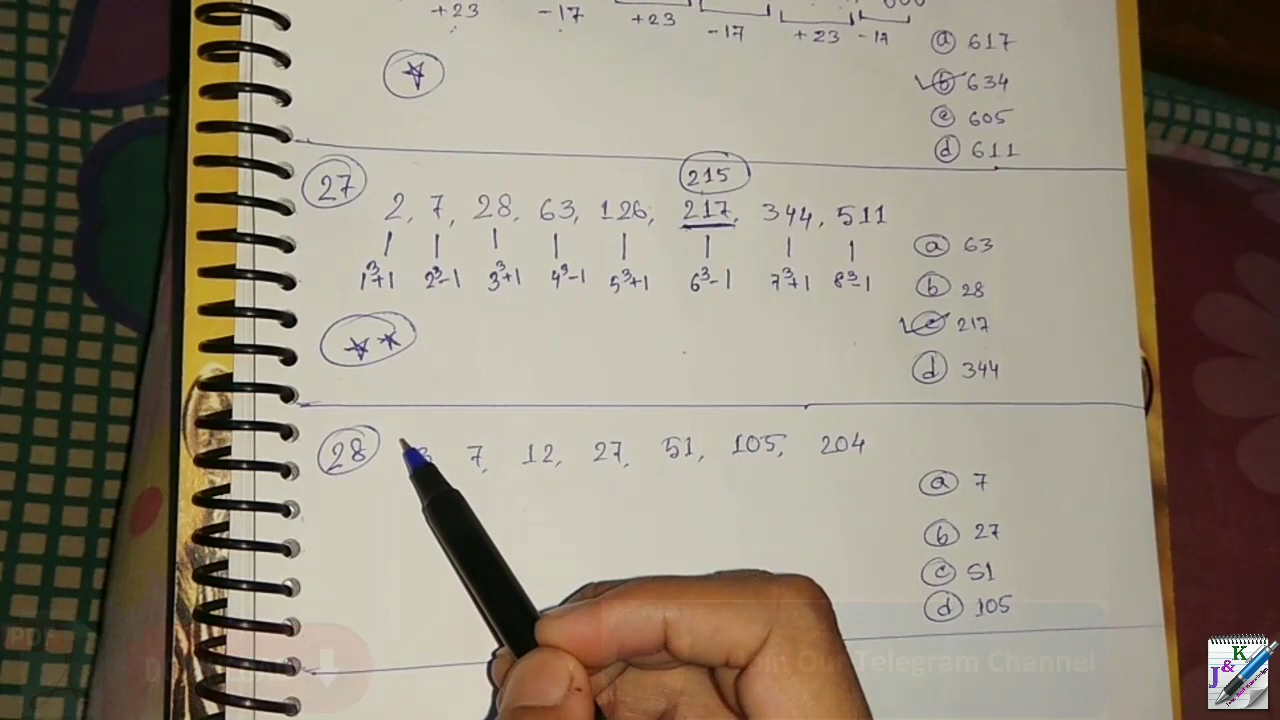 +23 -17 +23 -17 +23 -17
a 617
b 634
c 605
d 611
215
27 2, 7, 28, 63, 126, 217, 344, 511
1³+1 2³-1 3³+1 4³-1 5³+1 6³-1 7³+1 8³-1
a 63
b 28
c 217
d 344
28 3 7, 12, 27, 51, 105, 204
a 7
b 27
c 51
d 105
Our Telegram Channel
J&K